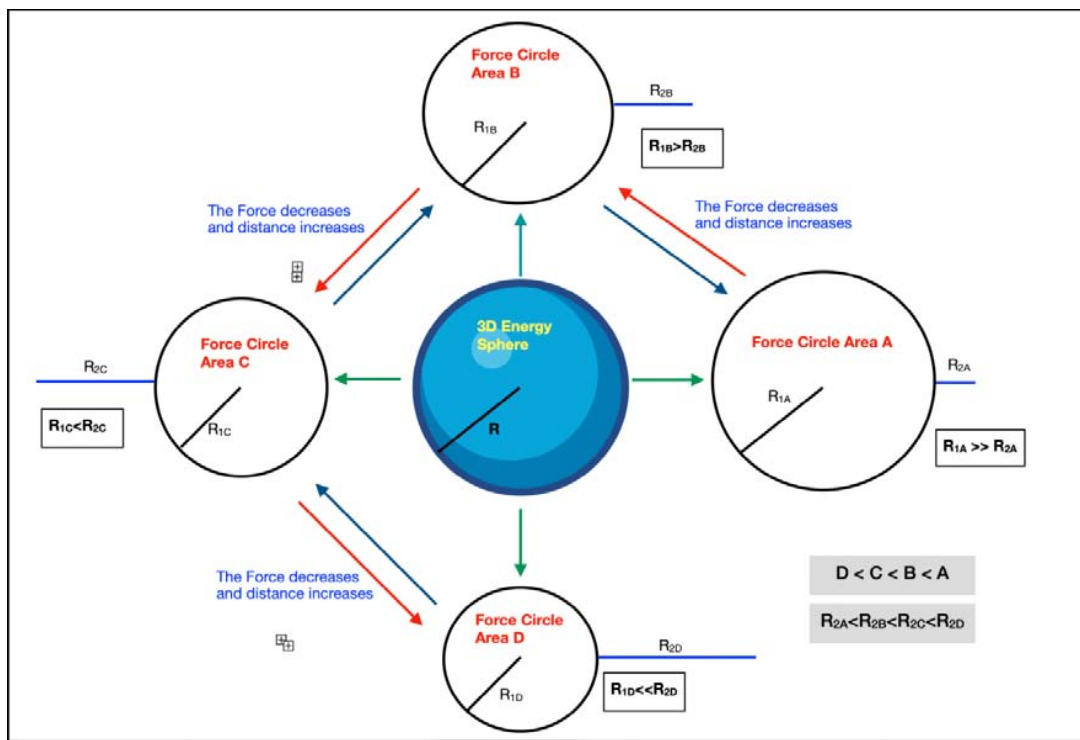 Force Circle
Area B
R2B
R1B
R1B>R2B
The Force decreases
and distance increases
The Force decreases
and distance increases
3D Energy
Sphere
R
Force Circle
Area C
R2C
R1C
R1C<R2C
Force Circle Area A
R2A
R1A
R1A >> R2A
The Force decreases
and distance increases
Force Circle
Area D
R2D
R1D
R1D<<R2D
D < C < B < A
R2A<R2B<R2C<R2D